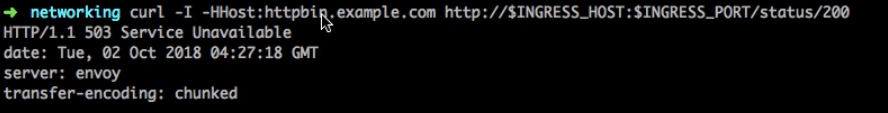 ➜ networking curl -I -HHost:httpbin.example.com http://$INGRESS_HOST:$INGRESS_PORT/status/200
HTTP/1.1 503 Service Unavailable
date: Tue, 02 Oct 2018 04:27:18 GMT
server: envoy
transfer-encoding: chunked